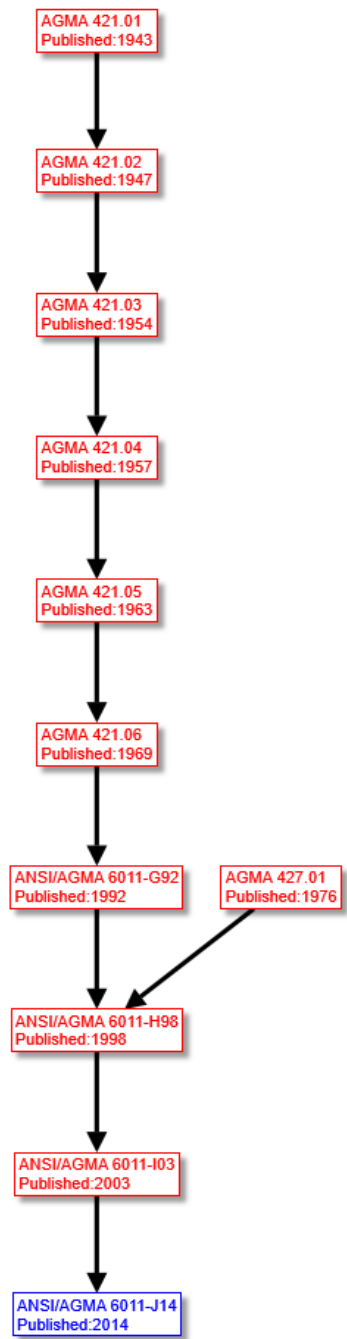 AGMA 421.01
Published:1943
AGMA 421.02
Published:1947
AGMA 421.03
Published:1954
AGMA 421.04
Published:1957
AGMA 421.05
Published:1963
AGMA 421.06
Published:1969
ANSI/AGMA 6011-G92
Published:1992
AGMA 427.01
Published:1976
ANSI/AGMA 6011-H98
Published:1998
ANSI/AGMA 6011-I03
Published:2003
ANSI/AGMA 6011-J14
Published:2014